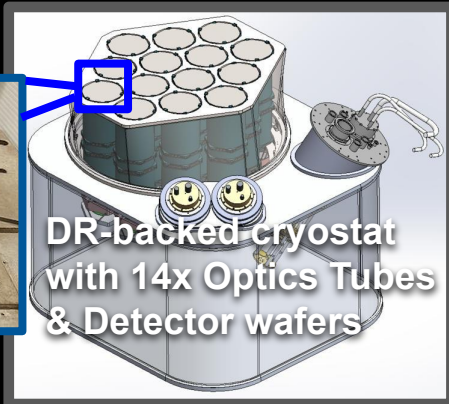 DR-backed cryostat
with 14x Optics Tubes
& Detector wafers